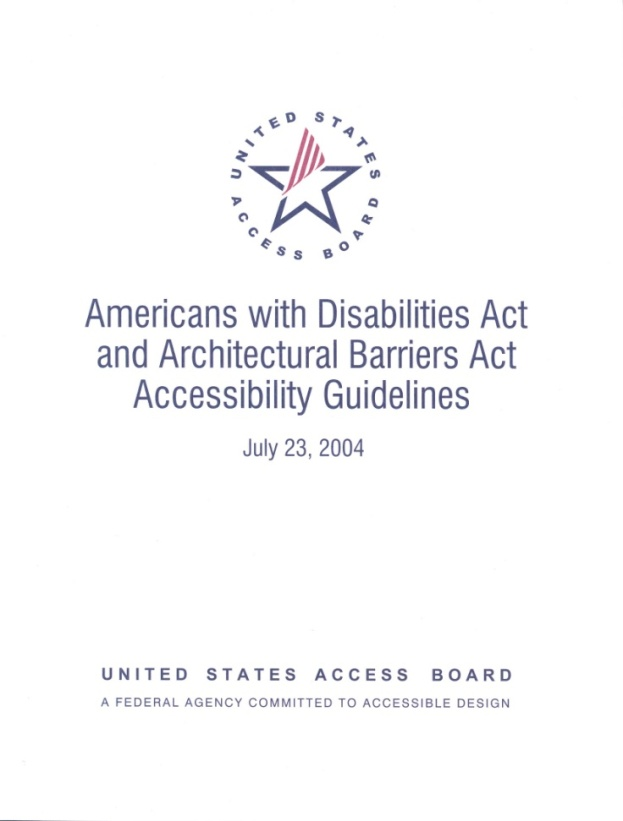 UNITED STATES
ACCESS BOARD
Americans with Disabilities Act
and Architectural Barriers Act
Accessibility Guidelines
July 23, 2004
UNITED STATES ACCESS BOARD
A FEDERAL AGENCY COMMITTED TO ACCESSIBLE DESIGN